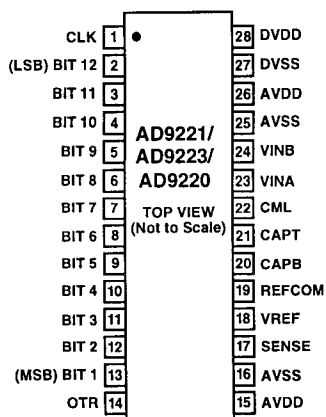 CLK 1 28 DVDD
(LSB) BIT 12 2 27 DVSS
BIT 11 3 26 AVDD
BIT 10 4 25 AVSS
BIT 9 5 24 VINB
BIT 8 6 23 VINA
BIT 7 7 22 CML
BIT 6 8 21 CAPT
BIT 5 9 20 CAPB
BIT 4 10 19 REFCOM
BIT 3 11 18 VREF
BIT 2 12 17 SENSE
(MSB) BIT 1 13 16 AVSS
OTR 14 15 AVDD
AD9221/
AD9223/
AD9220
TOP VIEW
(Not to Scale)